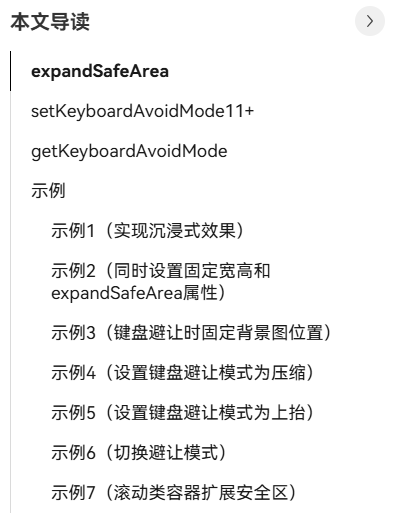 本文导读
expandSafeArea
setKeyboardAvoidMode11+
getKeyboardAvoidMode
示例
示例1（实现沉浸式效果）
示例2（同时设置固定宽高和
expandSafeArea属性）
示例3（键盘避让时固定背景图位置）
示例4（设置键盘避让模式为压缩）
示例5（设置键盘避让模式为上抬）
示例6（切换避让模式）
示例7（滚动类容器扩展安全区）